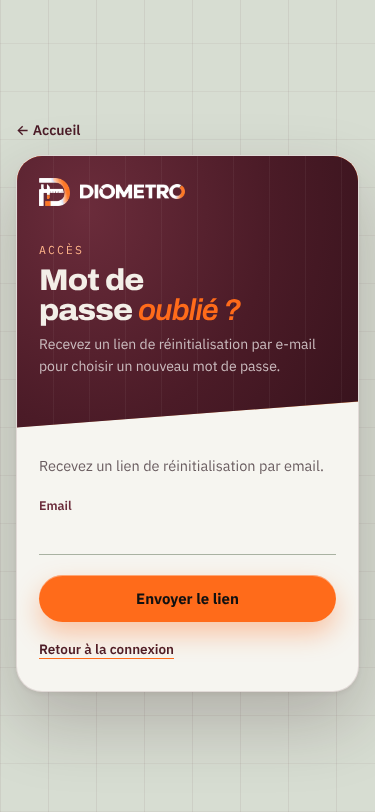 ← Accueil
DIOMETRO
ACCÈS
Mot de
passe oublié ?
Recevez un lien de réinitialisation par e-mail
pour choisir un nouveau mot de passe.
Recevez un lien de réinitialisation par email.
Email
Envoyer le lien
Retour à la connexion